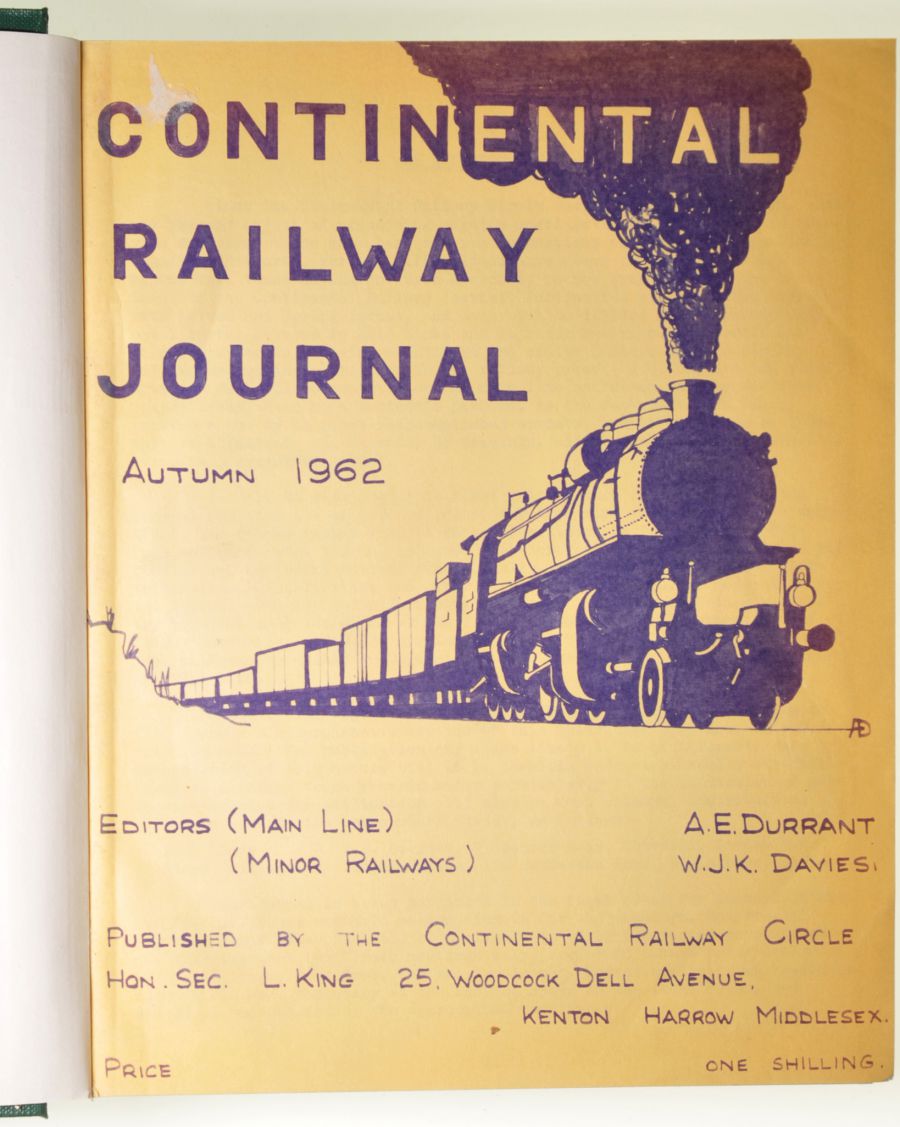 CONTINENTAL
RAILWAY
JOURNAL
AUTUMN 1962
AD
EDITORS (MAIN LINE) A.E. DURRANT
(MINOR RAILWAYS) W.J.K. DAVIES.
PUBLISHED BY THE CONTINENTAL RAILWAY CIRCLE
HON. SEC. L. KING 25, WOODCOCK DELL AVENUE,
KENTON HARROW MIDDLESEX.
PRICE ONE SHILLING.